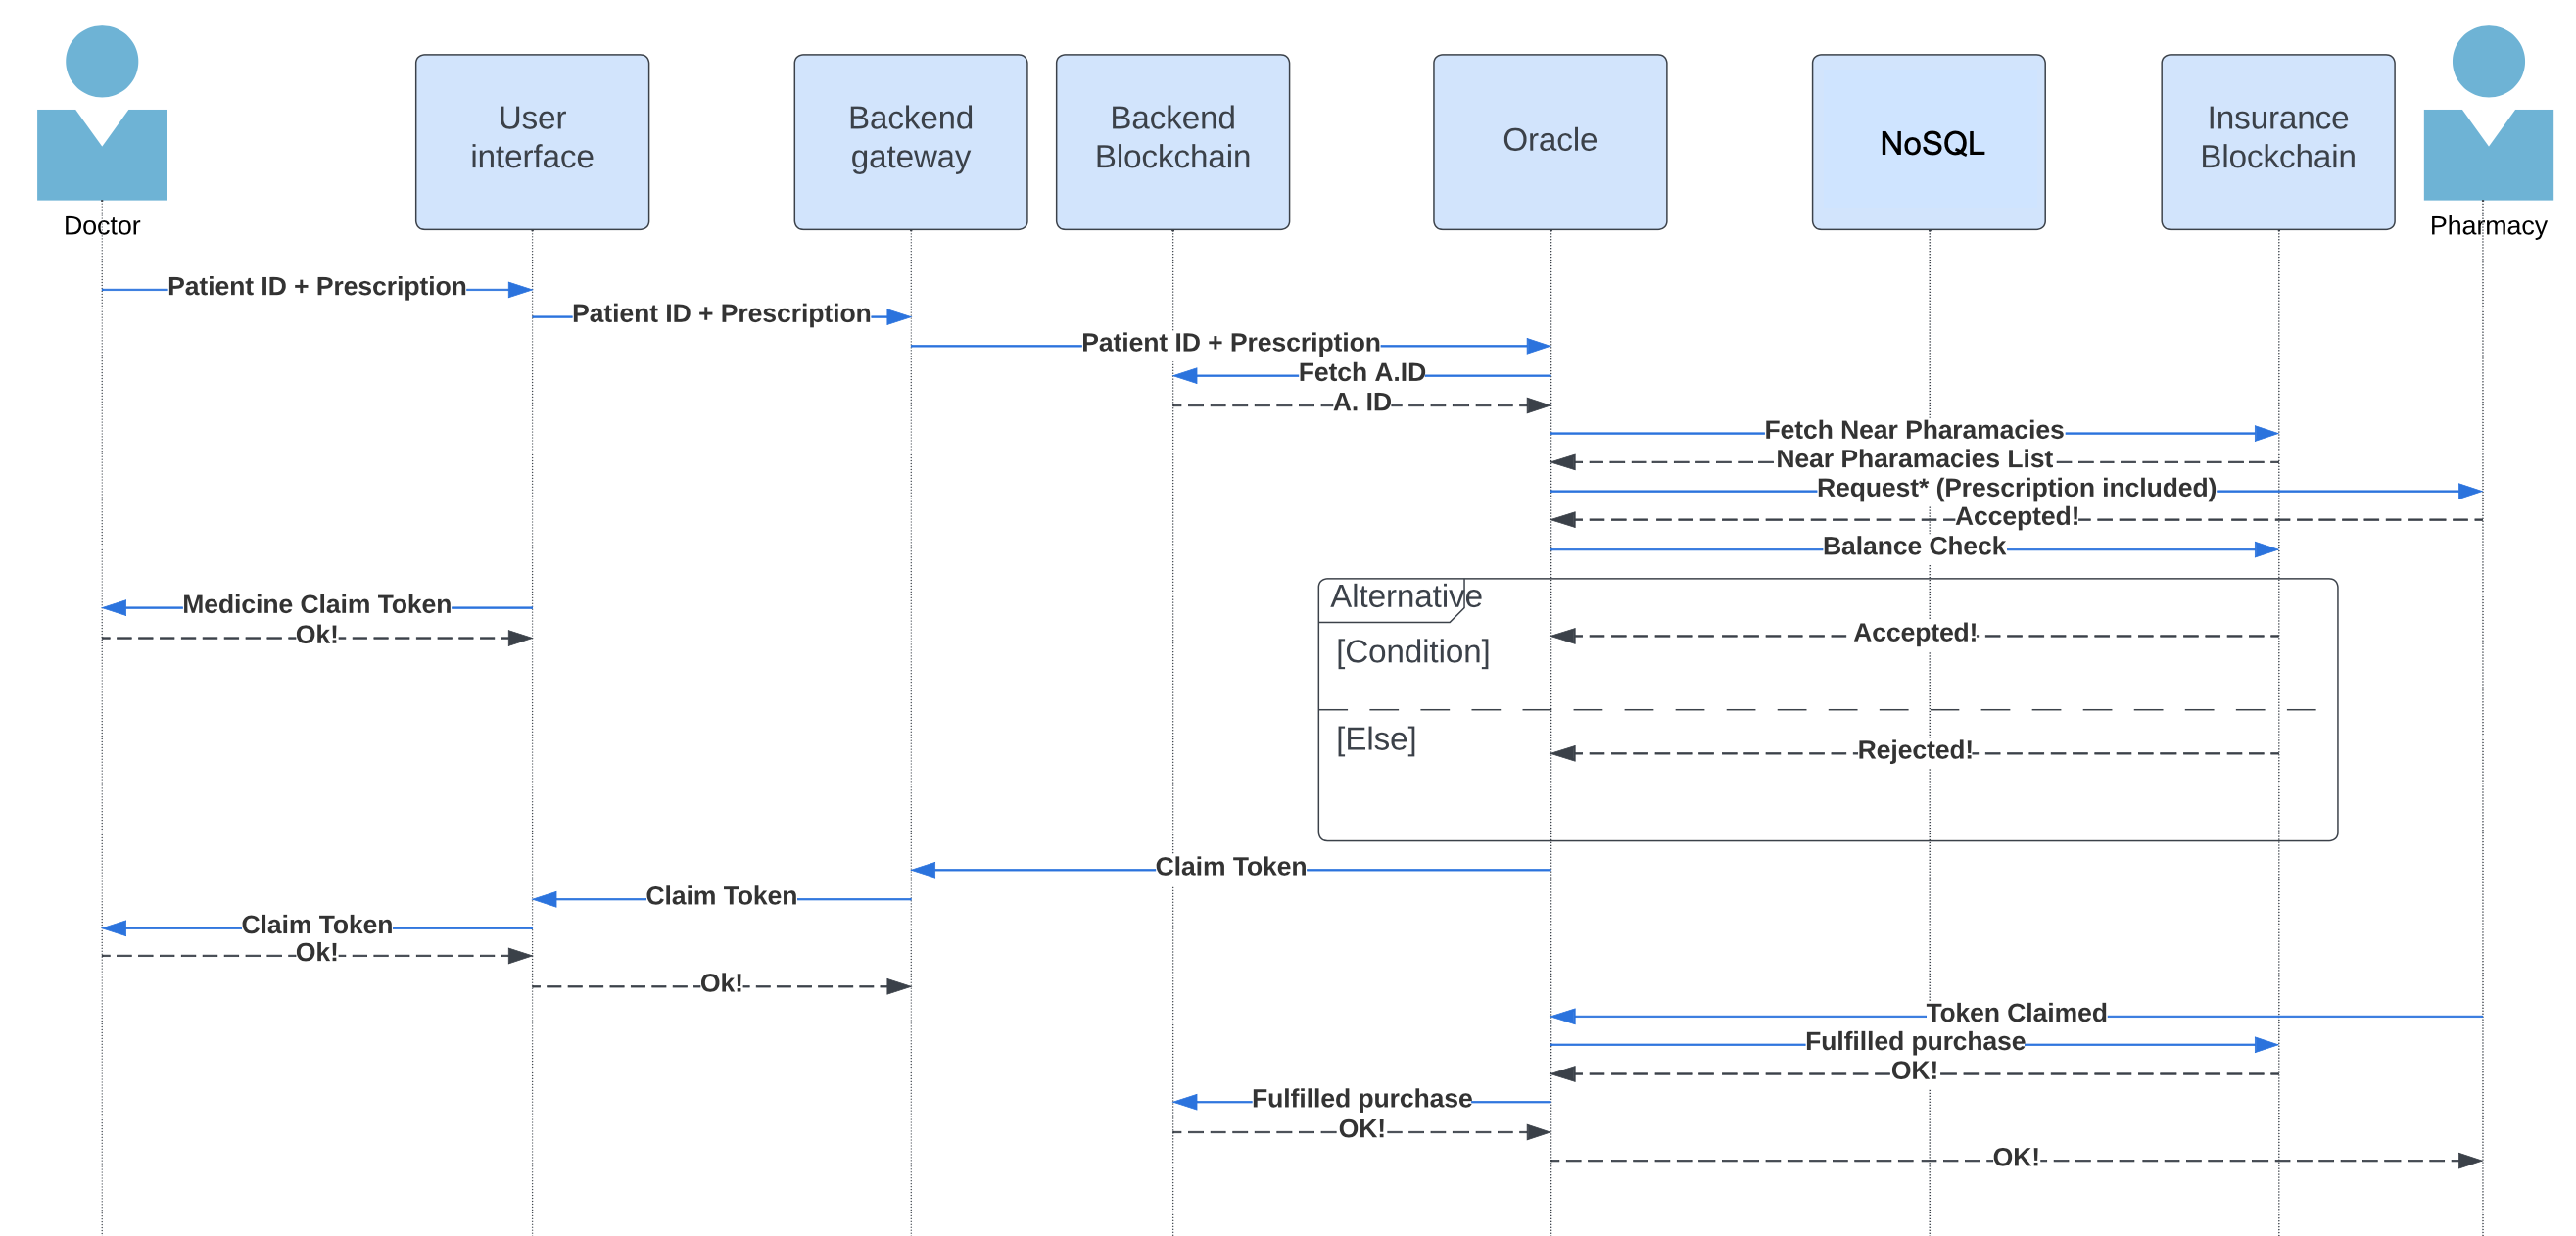 User
interface
Backend
gateway
Backend
Blockchain
Oracle
NoSQL
Insurance
Blockchain
Doctor
Pharmacy
Patient ID + Prescription
Patient ID + Prescription
Patient ID + Prescription
Fetch A.ID
A. ID
Fetch Near Pharamacies
Near Pharamacies List
Request* (Prescription included)
Accepted!
Balance Check
Alternative
Medicine Claim Token
Ok!
Accepted!
[Condition]
[Else]
Rejected!
Claim Token
Claim Token
Claim Token
Ok!
Ok!
Token Claimed
Fulfilled purchase
OK!
Fulfilled purchase
OK!
OK!